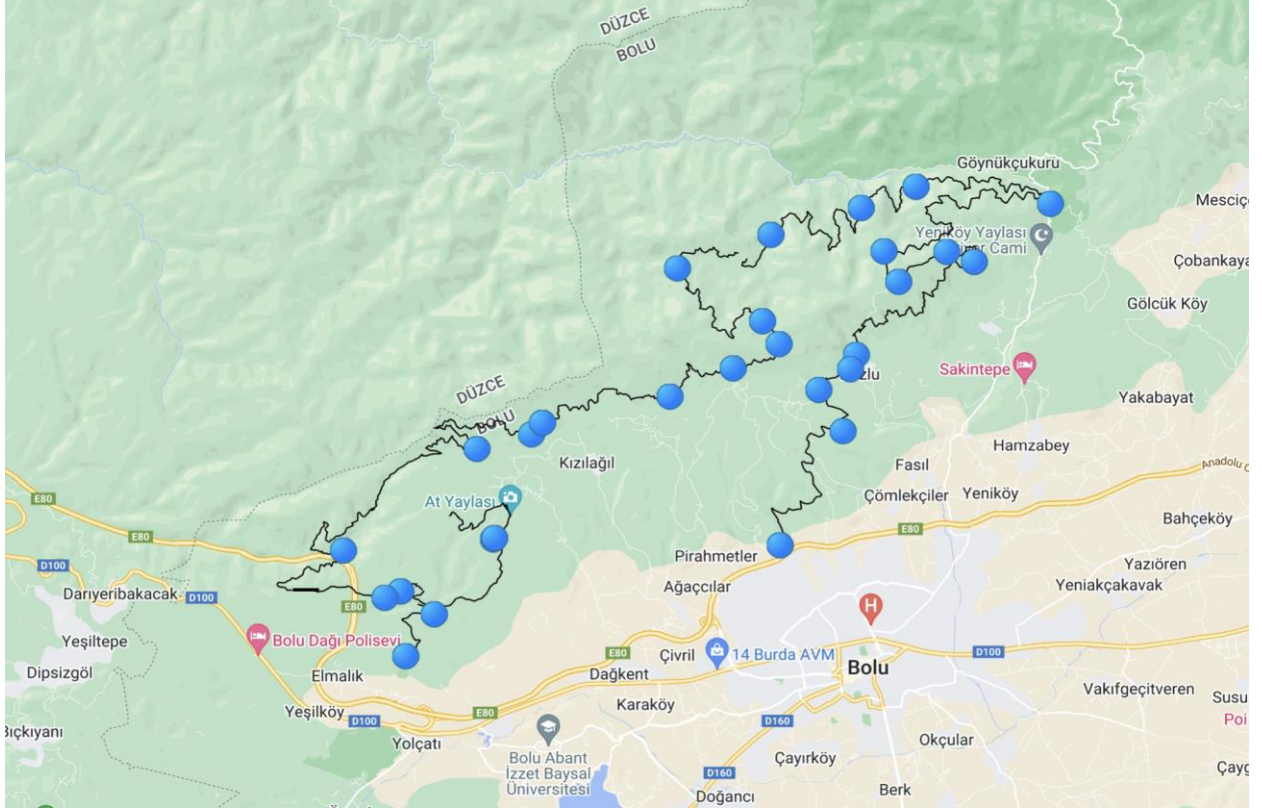 DÜZCE
BOLU
Göynükçukuru
Mesciç
Yeniköy Yaylası
Cami
Çobankaya
Gölcük Köy
Sakintepe
zlu
Yakabayat
DÜZCE
BOLU
Hamzabey
Kızılağıl
Fasıl
Anadolu O
At Yaylası
Çömlekçiler
Yeniköy
E80
Bahçeköy
E80
E80
Pirahmetler
D100
Yazıören
Ağaççılar
Yeniakçakavak
Darıyeribakacak
D100
E80
H
Yeşiltepe
Bolu Dağı Polisevi
E80
Çivril
14 Burda AVM
D100
Dipsizgöl
Elmalık
Dağkent
Bolu
Vakıfgeçitveren
Susu
Karaköy
Yeşilköy
D100
E80
D160
Poi
Bıçkıyanı
Yolçatı
Okçular
Bolu Abant
İzzet Baysal
Üniversitesi
Çayırköy
Çayg
D160
Doğancı
Berk